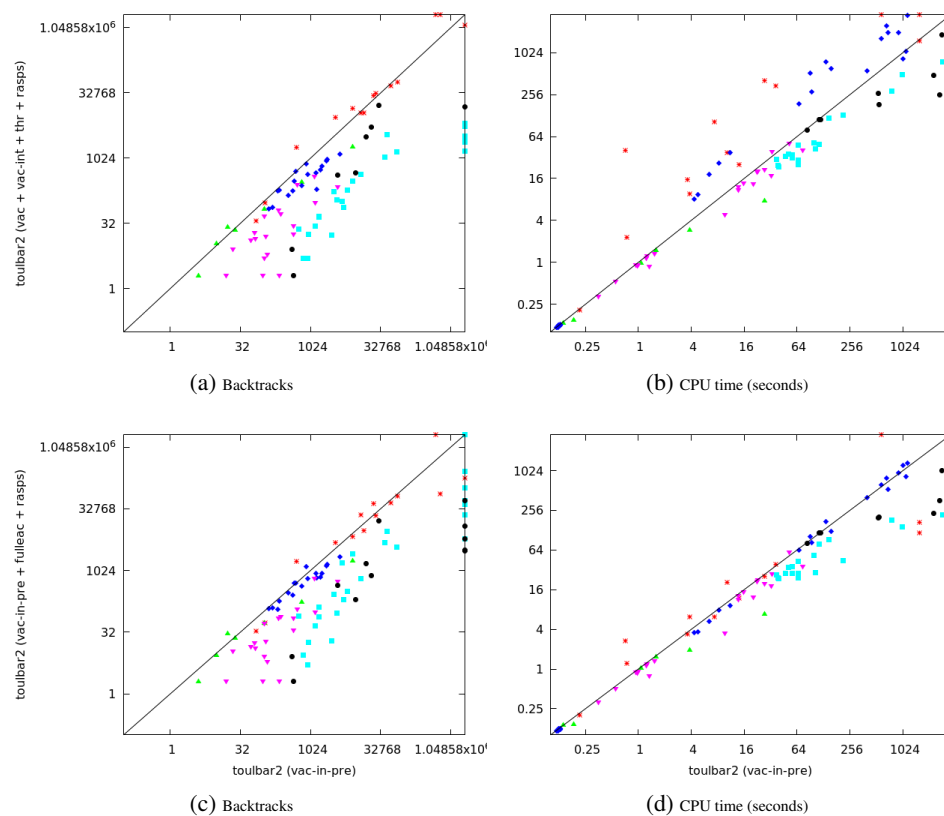 1.04858x10⁶
32768
1024
32
1
toulbar2 (vac + vac-int + thr + rasps)
1 32 1024 32768 1.04858x10⁶
(a) Backtracks
1024
256
64
16
4
1
0.25
0.25 1 4 16 64 256 1024
(b) CPU time (seconds)
1.04858x10⁶
32768
1024
32
1
toulbar2 (vac-in-pre + fulleac + rasps)
1 32 1024 32768 1.04858x10⁶
toulbar2 (vac-in-pre)
(c) Backtracks
1024
256
64
16
4
1
0.25
0.25 1 4 16 64 256 1024
toulbar2 (vac-in-pre)
(d) CPU time (seconds)